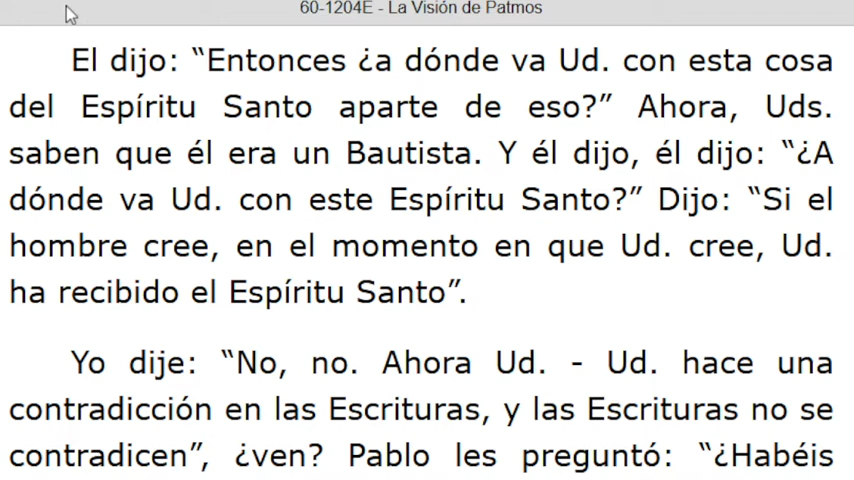 60-1204E - La Visión de Patmos
El dijo: “Entonces ¿a dónde va Ud. con esta cosa
del Espíritu Santo aparte de eso?” Ahora, Uds.
saben que él era un Bautista. Y él dijo, él dijo: “¿A
dónde va Ud. con este Espíritu Santo?” Dijo: “Si el
hombre cree, en el momento en que Ud. cree, Ud.
ha recibido el Espíritu Santo”.
Yo dije: “No, no. Ahora Ud. - Ud. hace una
contradicción en las Escrituras, y las Escrituras no se
contradicen”, ¿ven? Pablo les preguntó: “¿Habéis